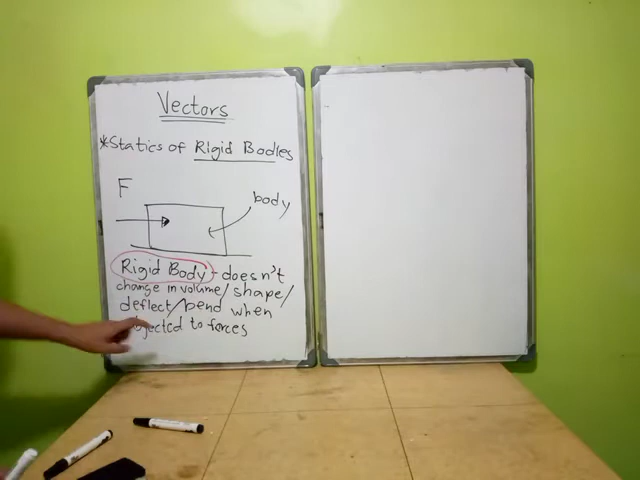 Vectors
*Statics of Rigid Bodies
F
body
Rigid Body - doesn't
change in volume/shape/
deflect/bend when
to forces